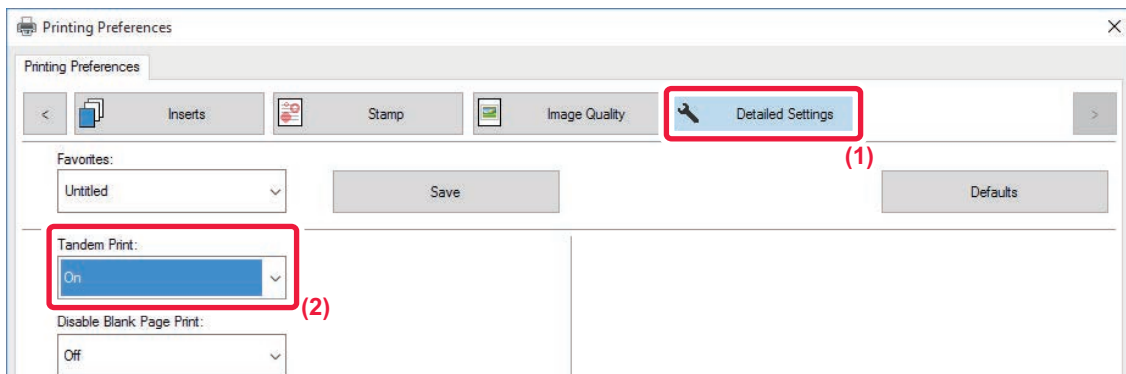 Printing Preferences
Printing Preferences
< Inserts Stamp Image Quality Detailed Settings >
(1)
Favorites:
Untitled Save Defaults
Tandem Print:
On
(2)
Disable Blank Page Print:
Off